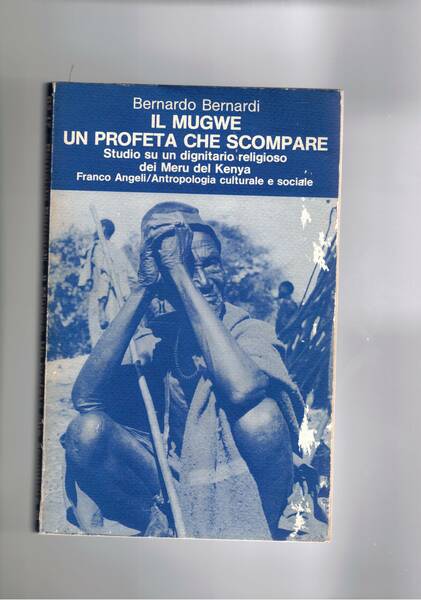 Bernardo Bernardi
IL MUGWE
UN PROFETA CHE SCOMPARE
Studio su un dignitario religioso
dei Meru del Kenya
Franco Angeli/Antropologia culturale e sociale